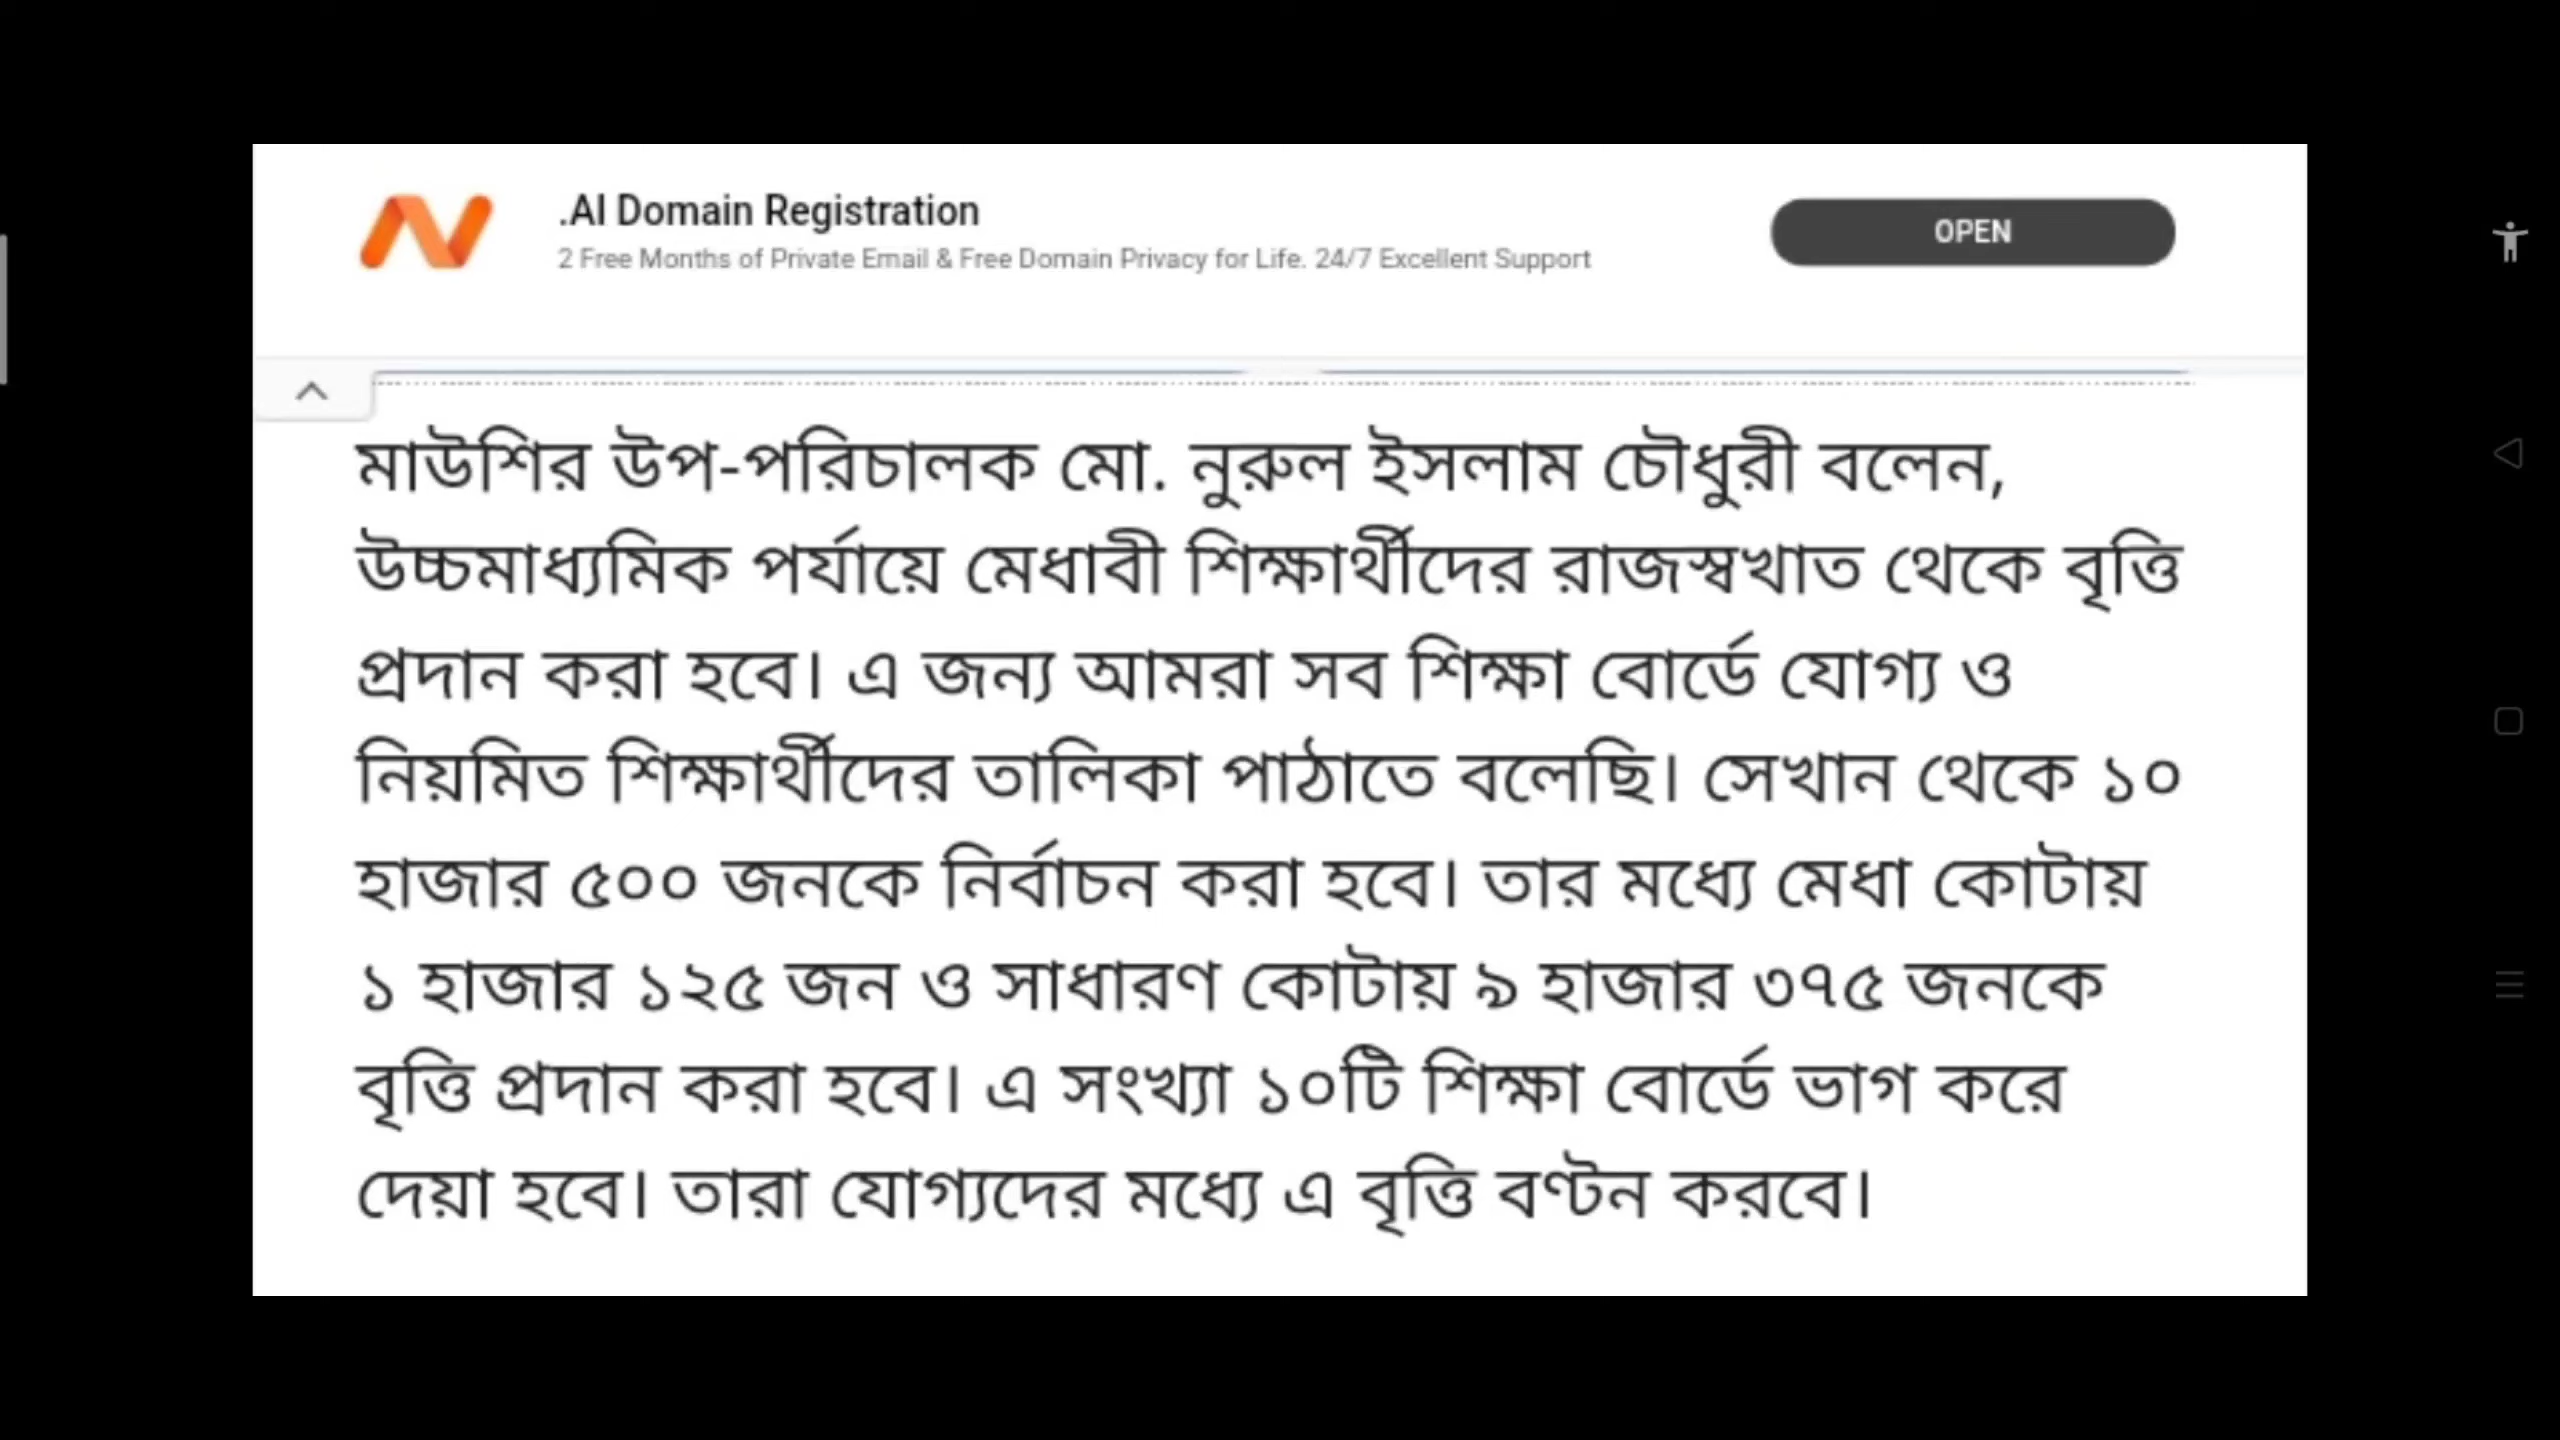 .AI Domain Registration
2 Free Months of Private Email & Free Domain Privacy for Life. 24/7 Excellent Support
OPEN
মাউশির উপ-পরিচালক মো. নুরুল ইসলাম চৌধুরী বলেন,
উচ্চমাধ্যমিক পর্যায়ে মেধাবী শিক্ষার্থীদের রাজস্বখাত থেকে বৃত্তি
প্রদান করা হবে। এ জন্য আমরা সব শিক্ষা বোর্ডে যোগ্য ও
নিয়মিত শিক্ষার্থীদের তালিকা পাঠাতে বলেছি। সেখান থেকে ১০
হাজার ৫০০ জনকে নির্বাচন করা হবে। তার মধ্যে মেধা কোটায়
১ হাজার ১২৫ জন ও সাধারণ কোটায় ৯ হাজার ৩৭৫ জনকে
বৃত্তি প্রদান করা হবে। এ সংখ্যা ১০টি শিক্ষা বোর্ডে ভাগ করে
দেয়া হবে। তারা যোগ্যদের মধ্যে এ বৃত্তি বণ্টন করবে।